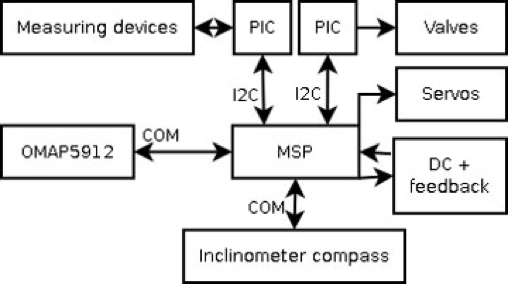 Measuring devices
PIC
PIC
Valves
I2C
I2C
Servos
COM
OMAP5912
MSP
DC +
feedback
COM
Inclinometer compass